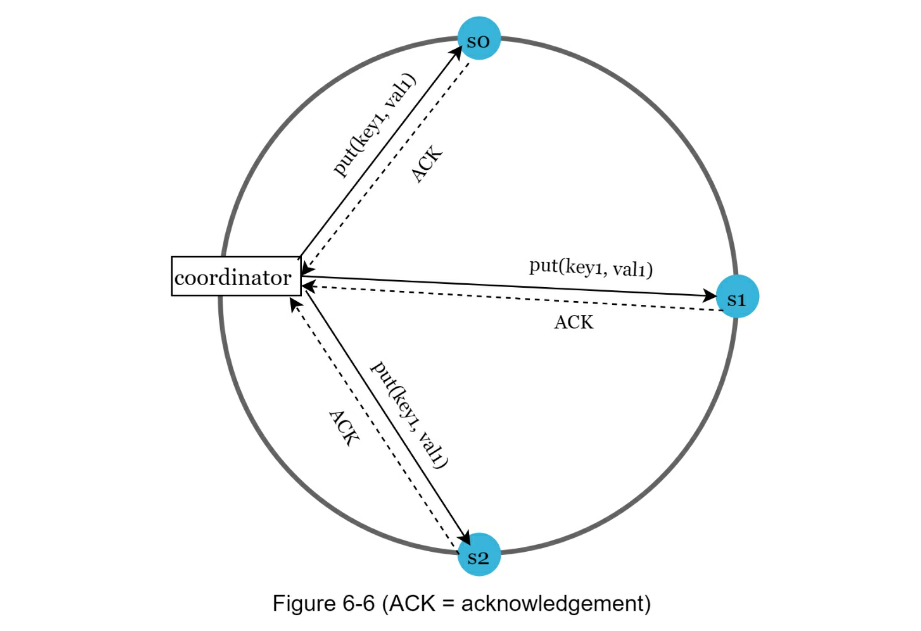 s0
put(key1, val1)
ACK
coordinator
put(key1, val1)
s1
ACK
put(key1, val1)
ACK
s2
Figure 6-6 (ACK = acknowledgement)